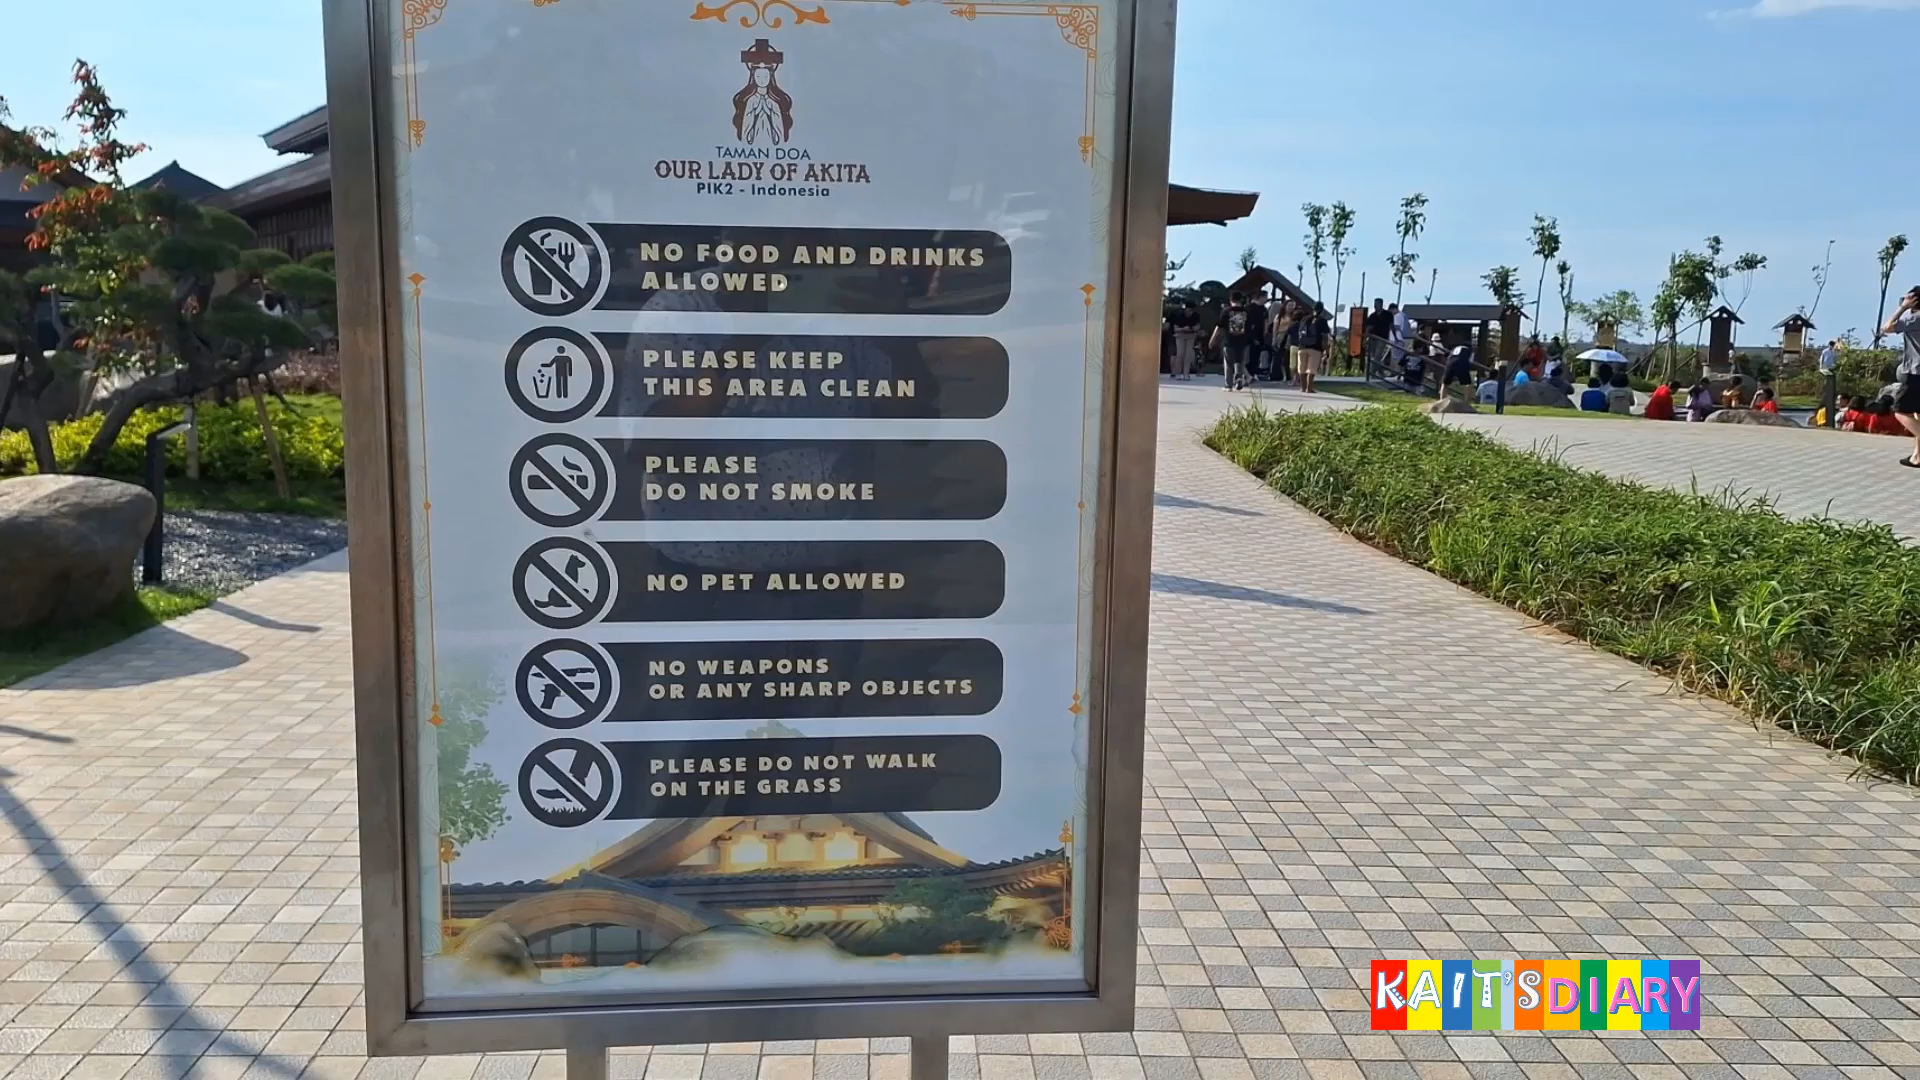 TAMAN DOA
OUR LADY OF AKITA
PIK2 - Indonesia
NO FOOD AND DRINKS
ALLOWED
PLEASE KEEP
THIS AREA CLEAN
PLEASE
DO NOT SMOKE
NO PET ALLOWED
NO WEAPONS
OR ANY SHARP OBJECTS
PLEASE DO NOT WALK
ON THE GRASS
KAIT'S DIARY